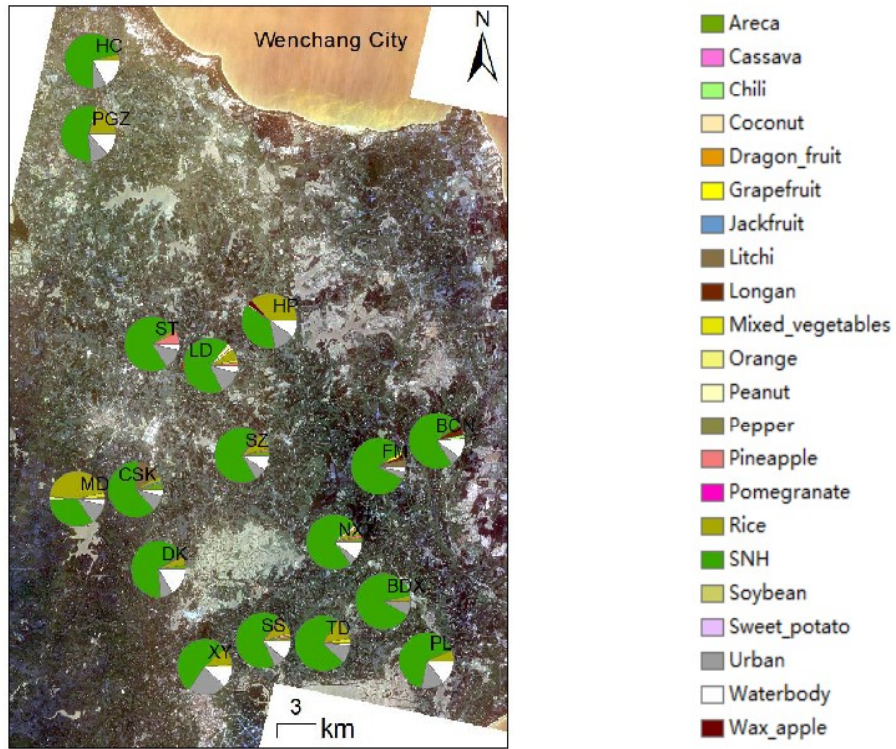 Wenchang City
N
HC
PGZ
HP
ST
LD
BCN
SZ
FM
CSK
MD
NX
DK
BDX
SS
TD
XY
PL
3
km
Areca
Cassava
Chili
Coconut
Dragon_fruit
Grapefruit
Jackfruit
Litchi
Longan
Mixed_vegetables
Orange
Peanut
Pepper
Pineapple
Pomegranate
Rice
SNH
Soybean
Sweet_potato
Urban
Waterbody
Wax_apple